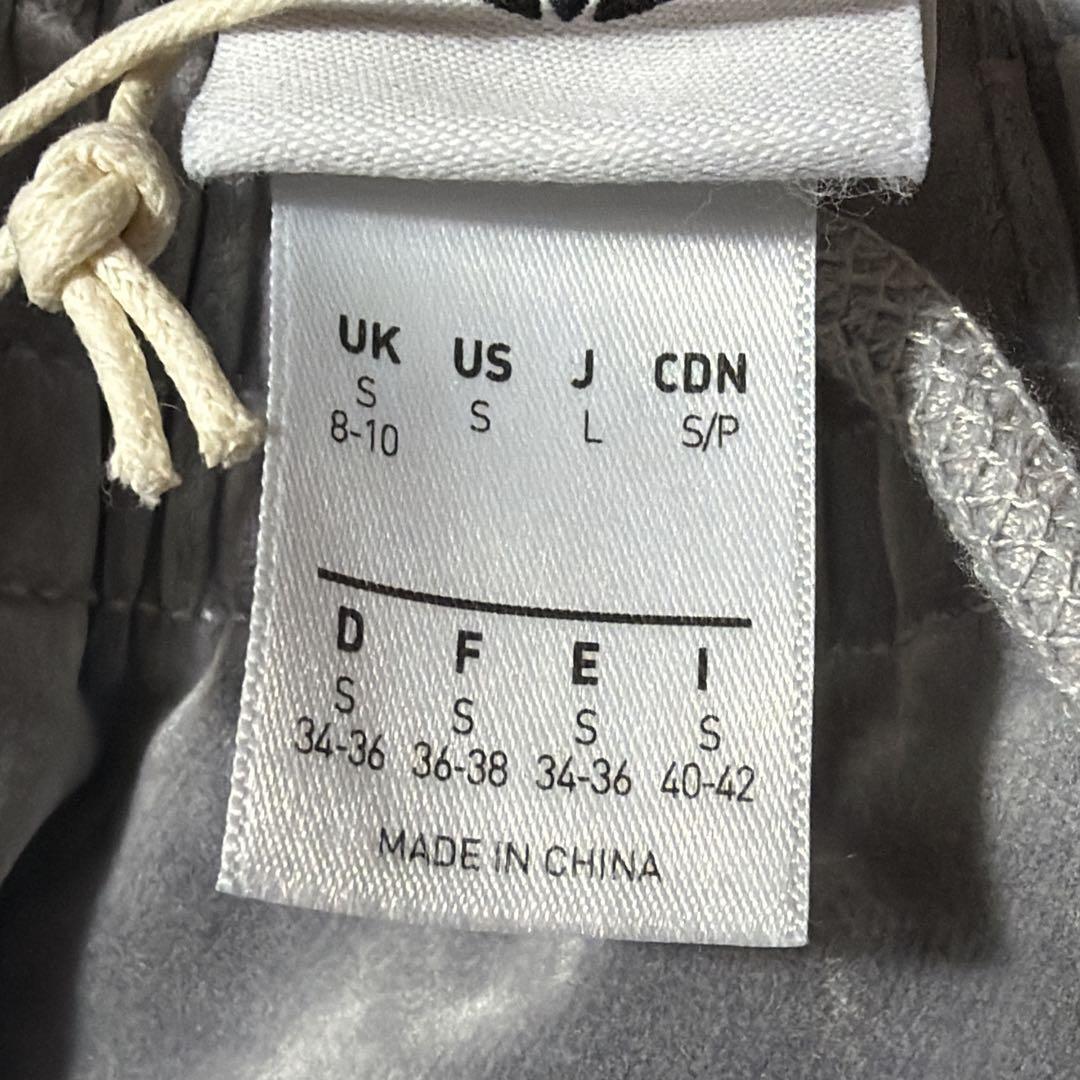 UK US J CDN
S S L S/P
8-10
D F E I
S S S S
34-36 36-38 34-36 40-42
MADE IN CHINA